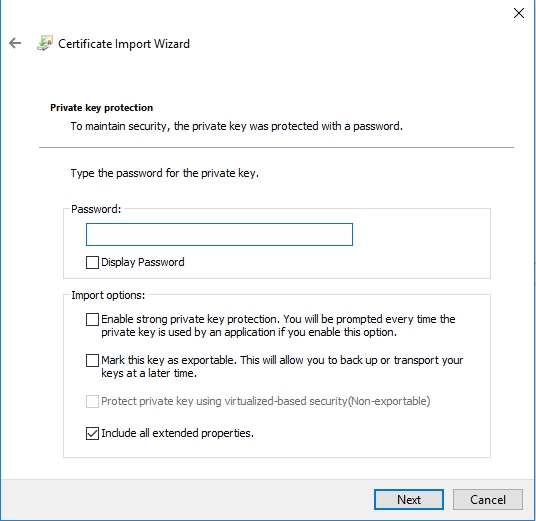 Certificate Import Wizard
Private key protection
To maintain security, the private key was protected with a password.
Type the password for the private key.
Password:
Display Password
Import options:
Enable strong private key protection. You will be prompted every time the
private key is used by an application if you enable this option.
Mark this key as exportable. This will allow you to back up or transport your
keys at a later time.
Protect private key using virtualized-based security(Non-exportable)
Include all extended properties.
Next
Cancel